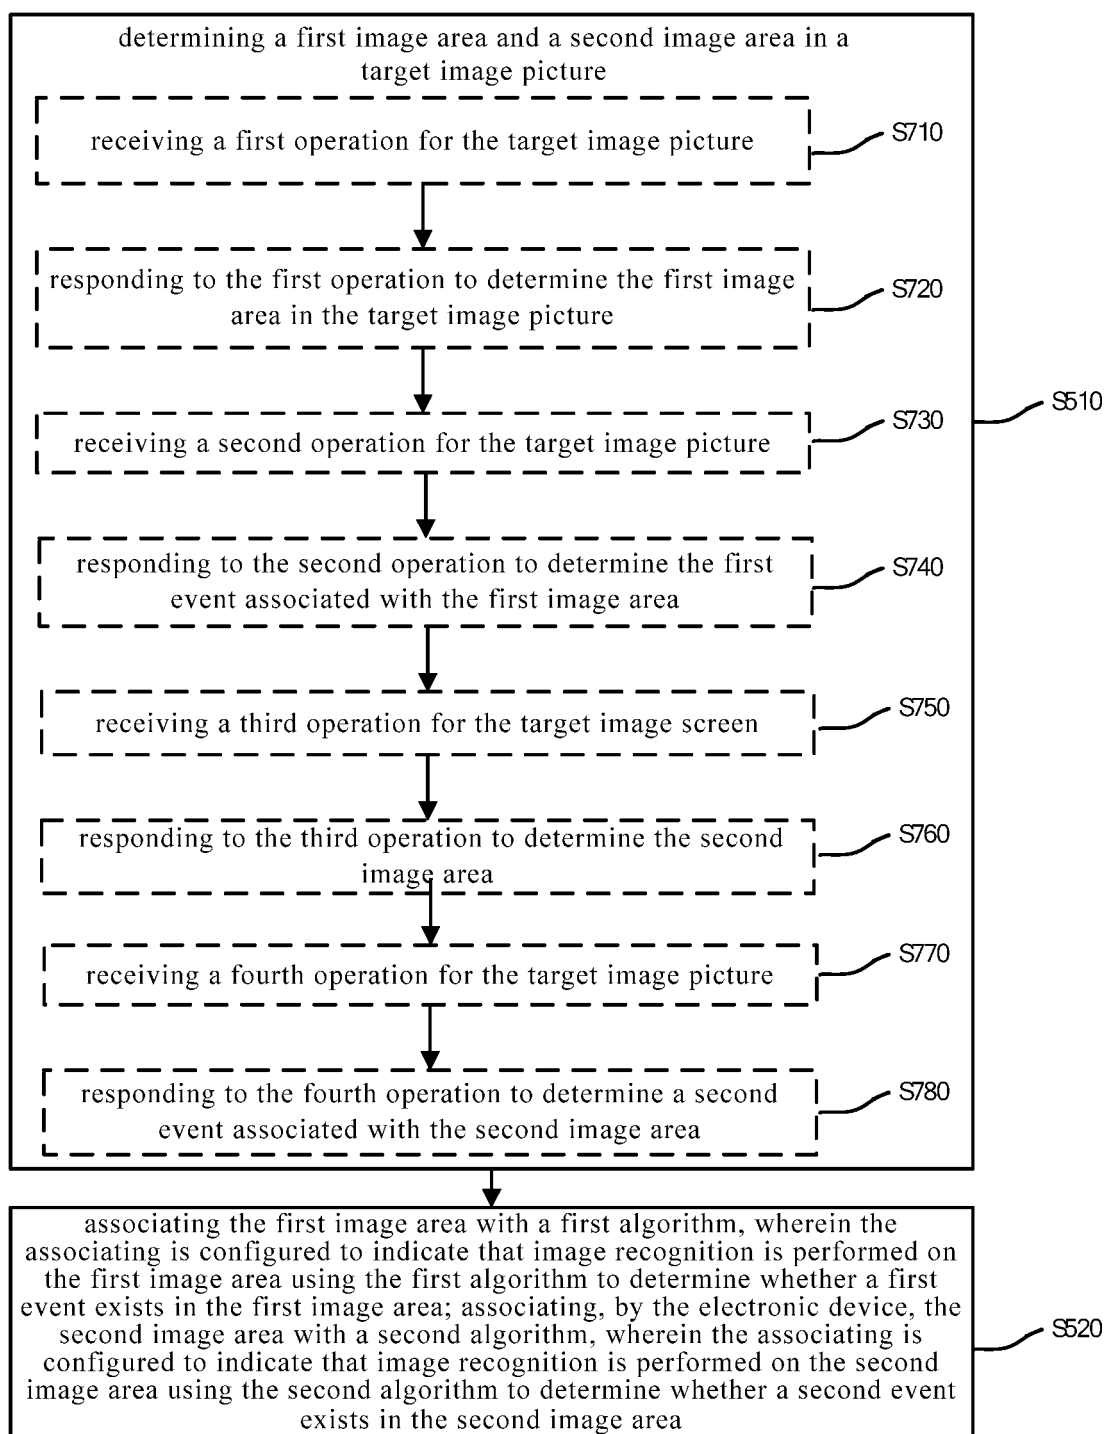 determining a first image area and a second image area in a
target image picture
receiving a first operation for the target image picture
S710
responding to the first operation to determine the first image
area in the target image picture
S720
receiving a second operation for the target image picture
S730
S510
responding to the second operation to determine the first
event associated with the first image area
S740
receiving a third operation for the target image screen
S750
responding to the third operation to determine the second
image area
S760
receiving a fourth operation for the target image picture
S770
responding to the fourth operation to determine a second
event associated with the second image area
S780
associating the first image area with a first algorithm, wherein the
associating is configured to indicate that image recognition is performed on
the first image area using the first algorithm to determine whether a first
event exists in the first image area; associating, by the electronic device, the
second image area with a second algorithm, wherein the associating is
configured to indicate that image recognition is performed on the second
image area using the second algorithm to determine whether a second event
exists in the second image area
S520